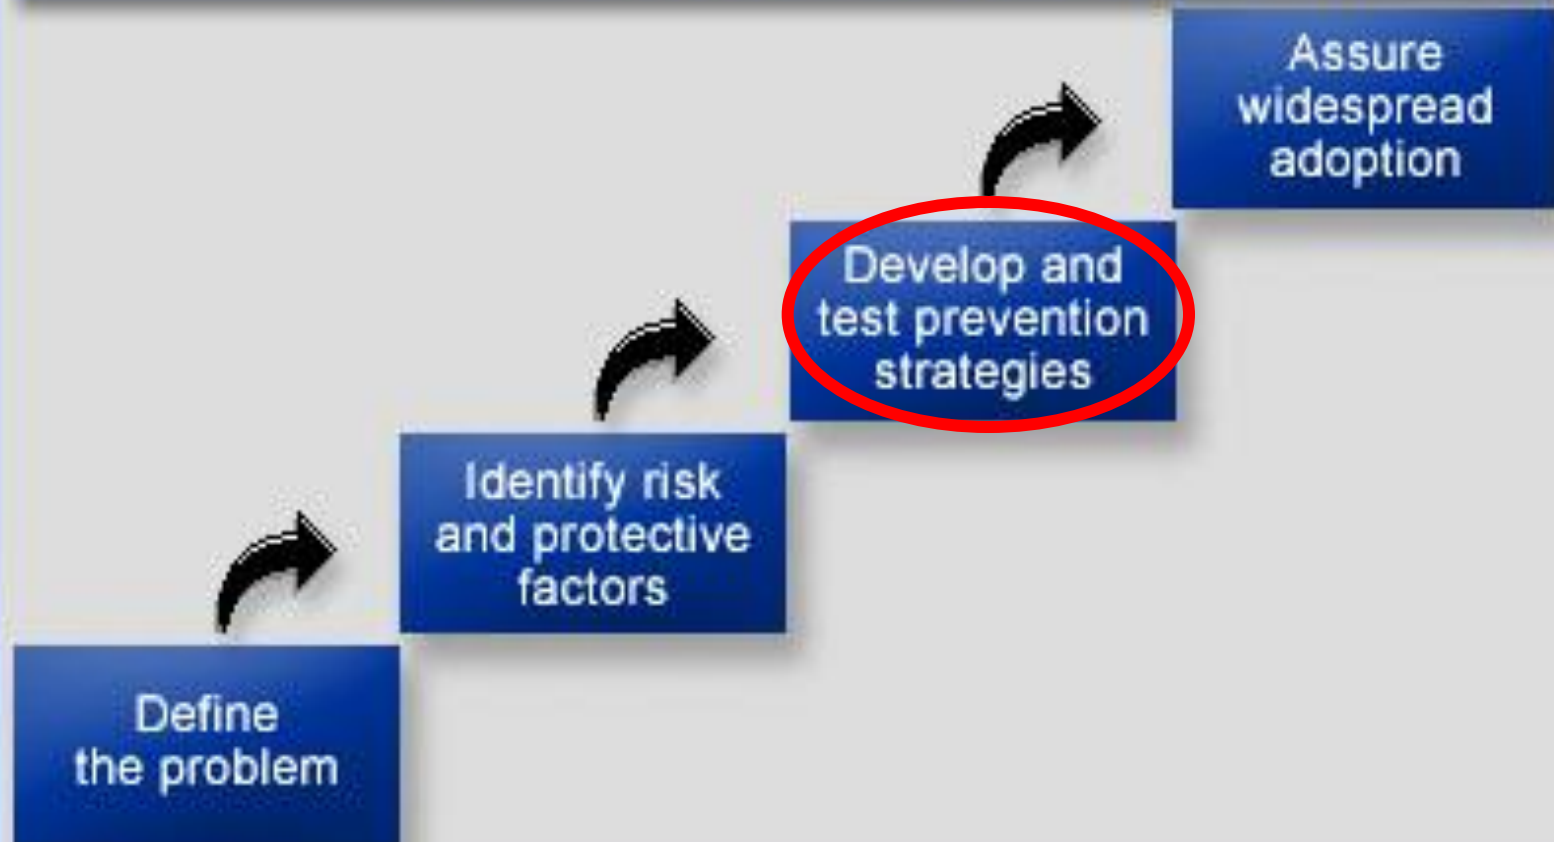 Assure
widespread
adoption
Develop and
test prevention
strategies
Identify risk
and protective
factors
Define
the problem